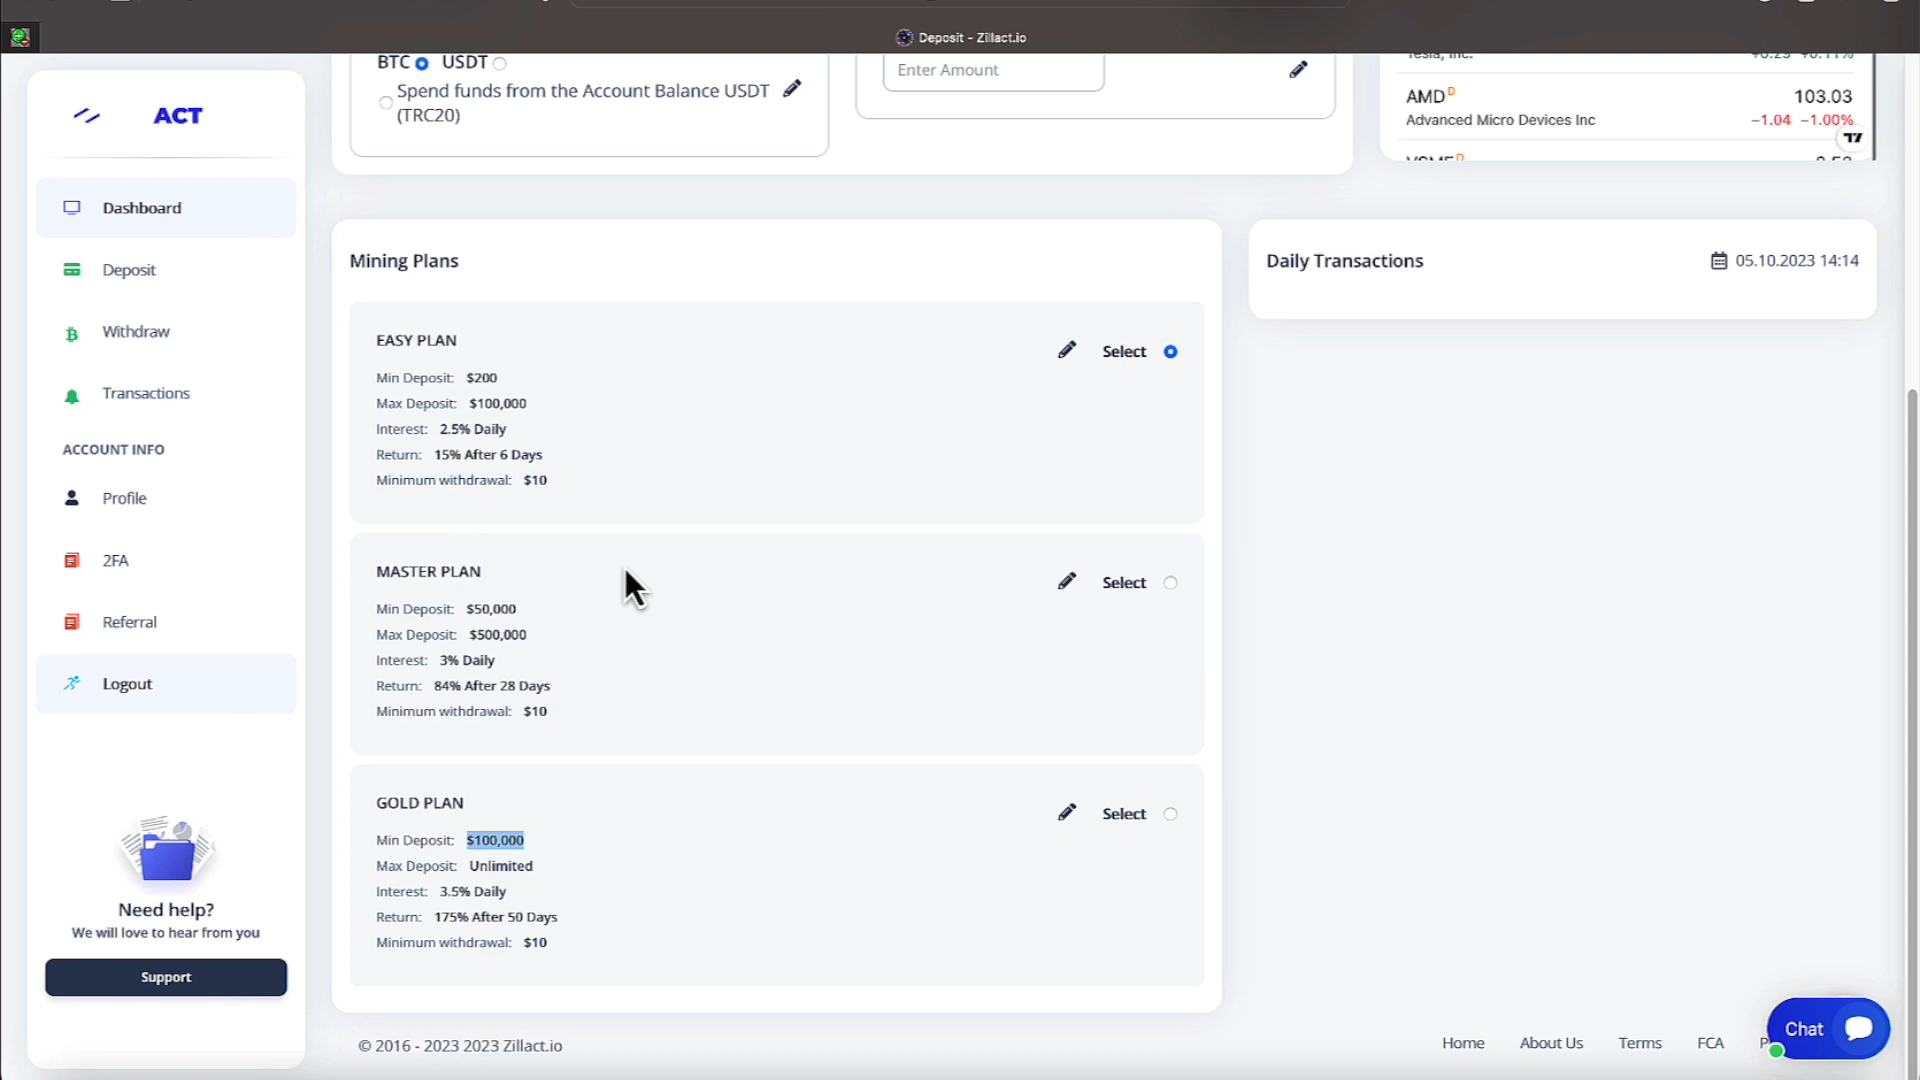 Deposit - Zillact.io
ACT
Dashboard
Deposit
Withdraw
Transactions
ACCOUNT INFO
Profile
2FA
Referral
Logout
Need help?
We will love to hear from you
Support
BTC USDT
Spend funds from the Account Balance USDT
(TRC20)
Enter Amount
Tesla, Inc. +0.23 +0.11%
AMD D 103.03
Advanced Micro Devices Inc −1.04 −1.00%
Mining Plans
EASY PLAN
Select
Min Deposit: $200
Max Deposit: $100,000
Interest: 2.5% Daily
Return: 15% After 6 Days
Minimum withdrawal: $10
MASTER PLAN
Select
Min Deposit: $50,000
Max Deposit: $500,000
Interest: 3% Daily
Return: 84% After 28 Days
Minimum withdrawal: $10
GOLD PLAN
Select
Min Deposit: $100,000
Max Deposit: Unlimited
Interest: 3.5% Daily
Return: 175% After 50 Days
Minimum withdrawal: $10
Daily Transactions
05.10.2023 14:14
© 2016 - 2023 2023 Zillact.io
Home About Us Terms FCA
Chat